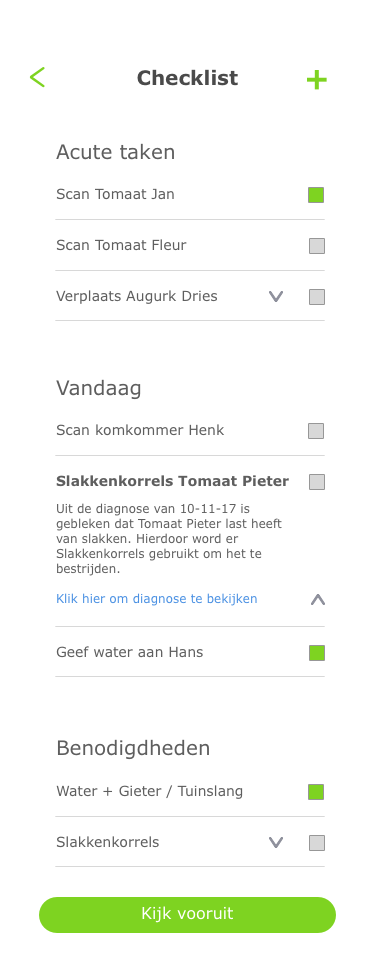 Checklist
Acute taken
Scan Tomaat Jan
Scan Tomaat Fleur
Verplaats Augurk Dries
Vandaag
Scan komkommer Henk
Slakkenkorrels Tomaat Pieter
Uit de diagnose van 10-11-17 is
gebleken dat Tomaat Pieter last heeft
van slakken. Hierdoor word er
Slakkenkorrels gebruikt om het te
bestrijden.
Klik hier om diagnose te bekijken
Geef water aan Hans
Benodigdheden
Water + Gieter / Tuinslang
Slakkenkorrels
Kijk vooruit